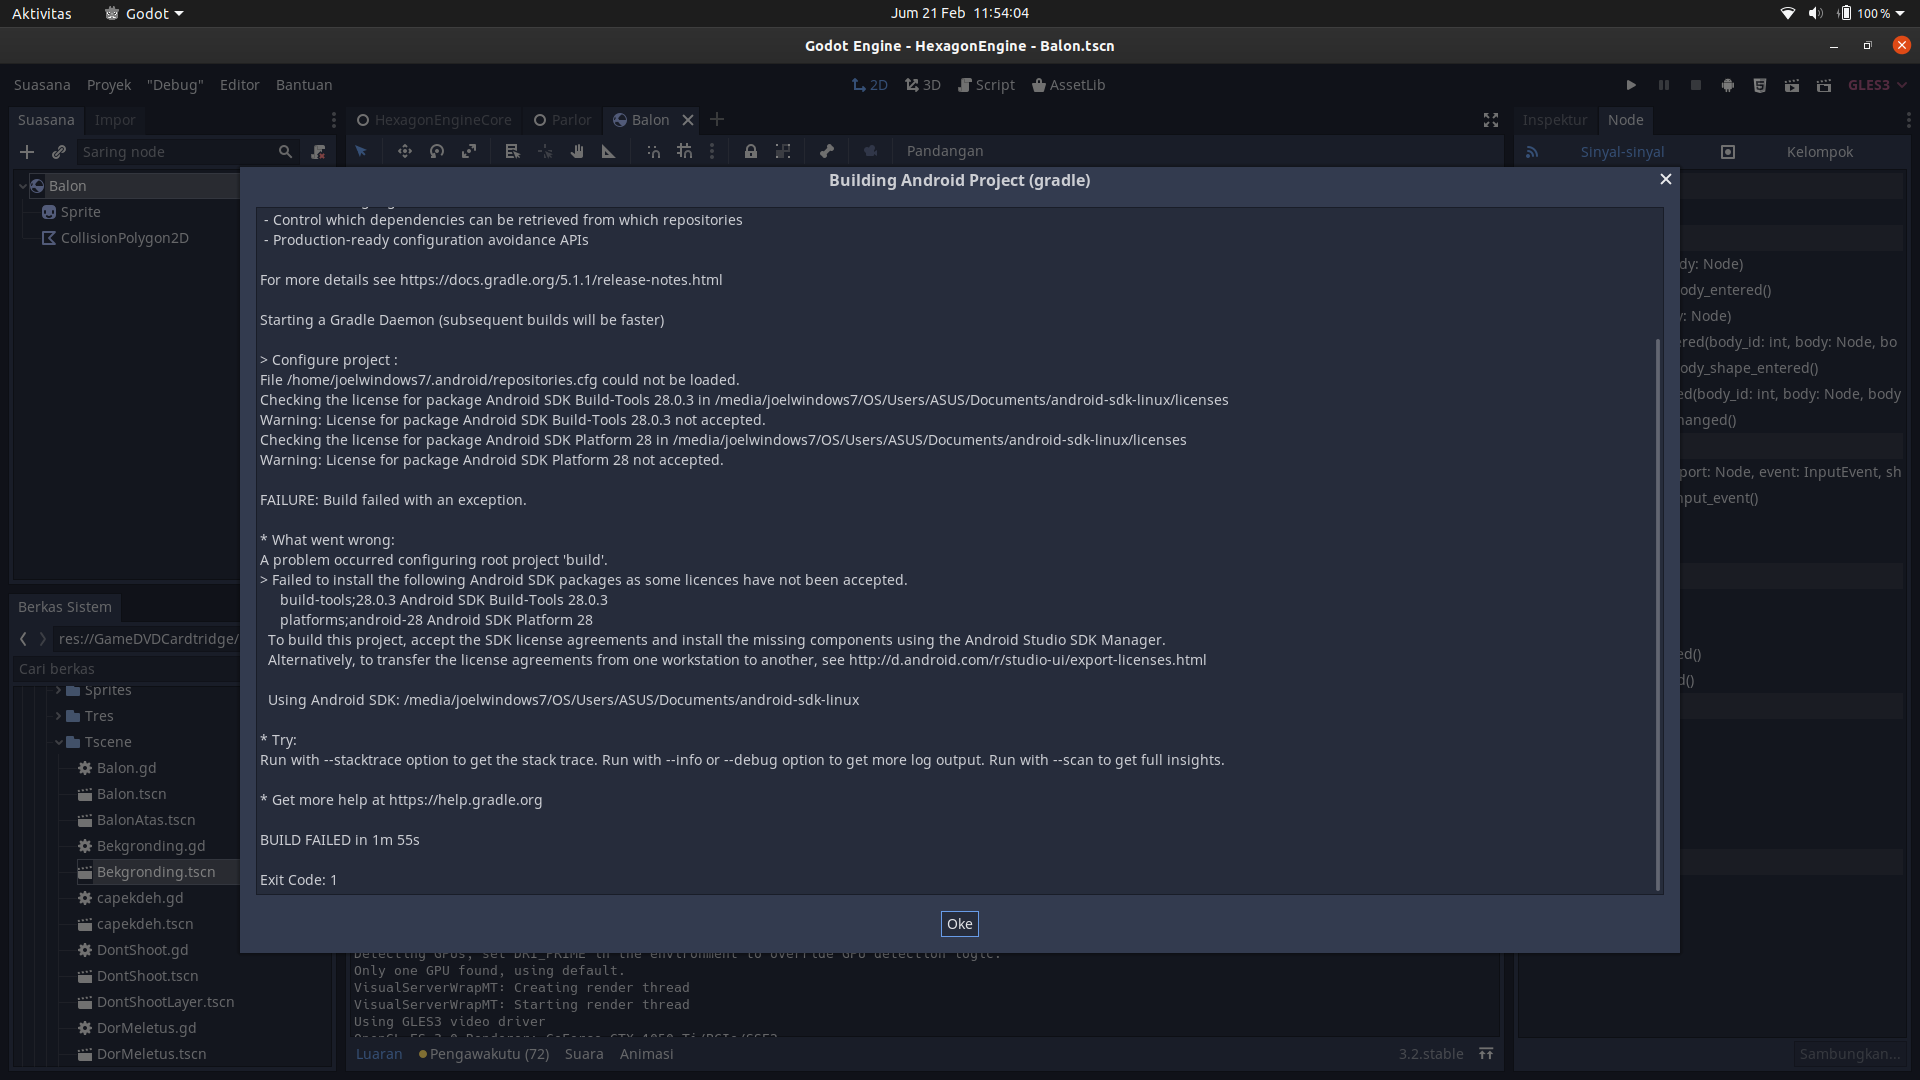 Aktivitas
Godot
Jum 21 Feb 11:54:04
100 %
Godot Engine - HexagonEngine - Balon.tscn
Suasana Proyek "Debug" Editor Bantuan
2D 3D Script AssetLib
GLES3
Suasana Impor
HexagonEngineCore Parlor Balon
Inspektur Node
Saring node
Pandangan
Sinyal-sinyal Kelompok
Balon
Sprite
CollisionPolygon2D
Building Android Project (gradle)
- Control which dependencies can be retrieved from which repositories
- Production-ready configuration avoidance APIs
For more details see https://docs.gradle.org/5.1.1/release-notes.html
Starting a Gradle Daemon (subsequent builds will be faster)
> Configure project :
File /home/joelwindows7/.android/repositories.cfg could not be loaded.
Checking the license for package Android SDK Build-Tools 28.0.3 in /media/joelwindows7/OS/Users/ASUS/Documents/android-sdk-linux/licenses
Warning: License for package Android SDK Build-Tools 28.0.3 not accepted.
Checking the license for package Android SDK Platform 28 in /media/joelwindows7/OS/Users/ASUS/Documents/android-sdk-linux/licenses
Warning: License for package Android SDK Platform 28 not accepted.
FAILURE: Build failed with an exception.
* What went wrong:
A problem occurred configuring root project 'build'.
> Failed to install the following Android SDK packages as some licences have not been accepted.
build-tools;28.0.3 Android SDK Build-Tools 28.0.3
platforms;android-28 Android SDK Platform 28
To build this project, accept the SDK license agreements and install the missing components using the Android Studio SDK Manager.
Alternatively, to transfer the license agreements from one workstation to another, see http://d.android.com/r/studio-ui/export-licenses.html
Using Android SDK: /media/joelwindows7/OS/Users/ASUS/Documents/android-sdk-linux
* Try:
Run with --stacktrace option to get the stack trace. Run with --info or --debug option to get more log output. Run with --scan to get full insights.
* Get more help at https://help.gradle.org
BUILD FAILED in 1m 55s
Exit Code: 1
Oke
dy: Node)
ody_entered()
y: Node)
ered(body_id: int, body: Node, bo
ody_shape_entered()
d(body_id: int, body: Node, body
hanged()
port: Node, event: InputEvent, sh
nput_event()
ed()
d()
Berkas Sistem
res://GameDVDCardtridge/
Cari berkas
Sprites
Tres
Tscene
Balon.gd
Balon.tscn
BalonAtas.tscn
Bekgronding.gd
Bekgronding.tscn
capekdeh.gd
capekdeh.tscn
DontShoot.gd
DontShoot.tscn
DontShootLayer.tscn
DorMeletus.gd
DorMeletus.tscn
Detecting GPUs, set DRI_PRIME in the environment to override GPU detection logic.
Only one GPU found, using default.
VisualServerWrapMT: Creating render thread
VisualServerWrapMT: Starting render thread
Using GLES3 video driver
Luaran Pengawakutu (72) Suara Animasi
3.2.stable
Sambungkan...